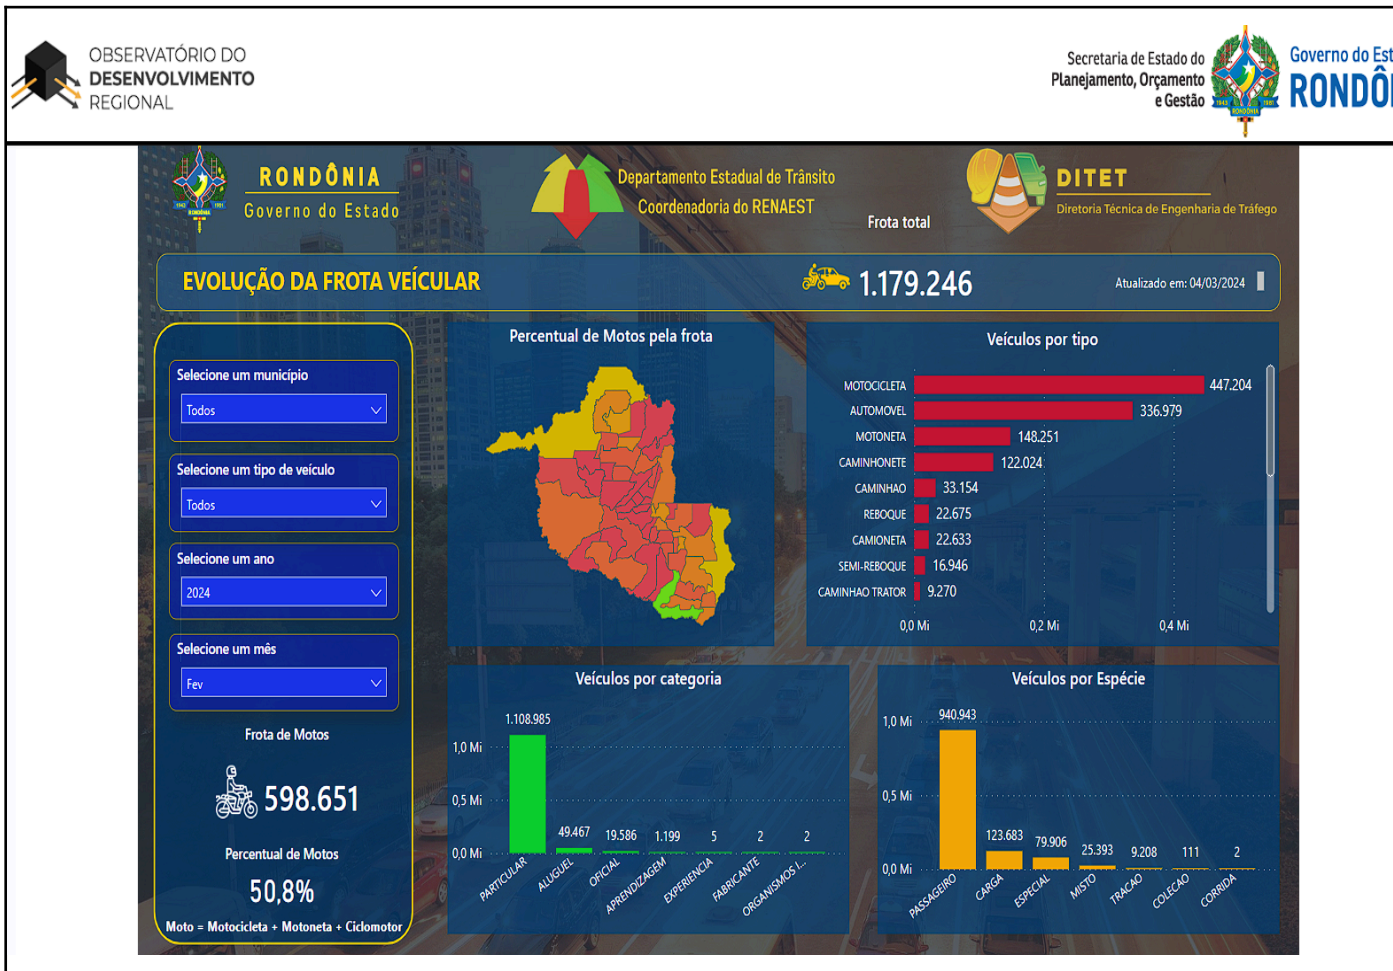 OBSERVATÓRIO DO
DESENVOLVIMENTO
REGIONAL
Secretaria de Estado do
Planejamento, Orçamento
e Gestão
Governo do Est
RONDÔ
RONDÔNIA
Governo do Estado
Departamento Estadual de Trânsito
Coordenadoria do RENAEST
DITET
Diretoria Técnica de Engenharia de Tráfego
Frota total
EVOLUÇÃO DA FROTA VEÍCULAR
1.179.246
Atualizado em: 04/03/2024
Selecione um município
Todos
Selecione um tipo de veículo
Todos
Selecione um ano
2024
Selecione um mês
Fev
Frota de Motos
598.651
Percentual de Motos
50,8%
Moto = Motocicleta + Motoneta + Ciclomotor
Percentual de Motos pela frota
Veículos por tipo
MOTOCICLETA 447.204
AUTOMOVEL 336.979
MOTONETA 148.251
CAMINHONETE 122.024
CAMINHAO 33.154
REBOQUE 22.675
CAMIONETA 22.633
SEMI-REBOQUE 16.946
CAMINHAO TRATOR 9.270
0,0 Mi 0,2 Mi 0,4 Mi
Veículos por categoria
1,0 Mi
0,5 Mi
0,0 Mi
1.108.985 49.467 19.586 1.199 5 2 2
PARTICULAR ALUGUEL OFICIAL APRENDIZAGEM EXPERIENCIA FABRICANTE ORGANISMOS I...
Veículos por Espécie
1,0 Mi
0,5 Mi
0,0 Mi
940.943 123.683 79.906 25.393 9.208 111 2
PASSAGEIRO CARGA ESPECIAL MISTO TRACAO COLECAO CORRIDA